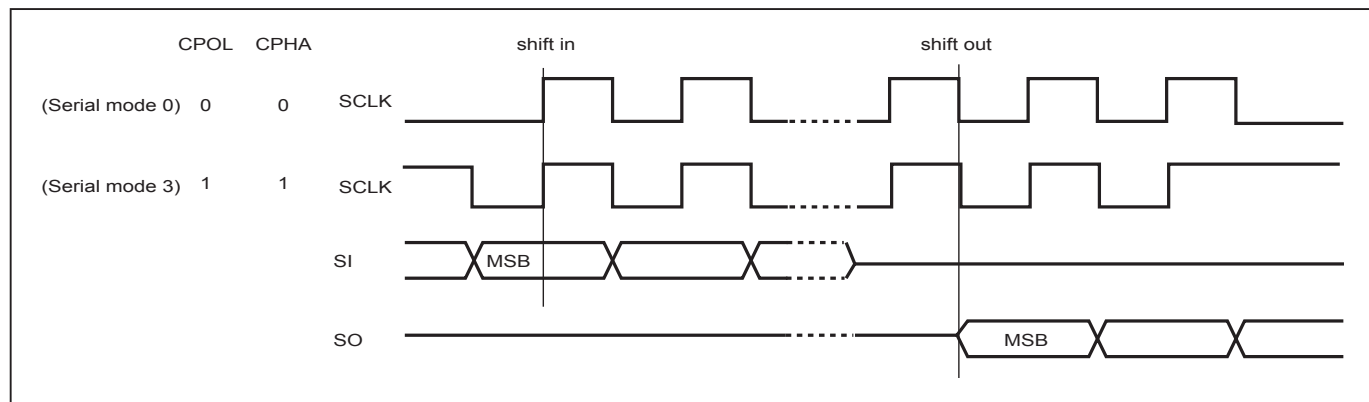 CPOL CPHA shift in shift out
(Serial mode 0) 0 0 SCLK
(Serial mode 3) 1 1 SCLK
SI MSB
SO MSB